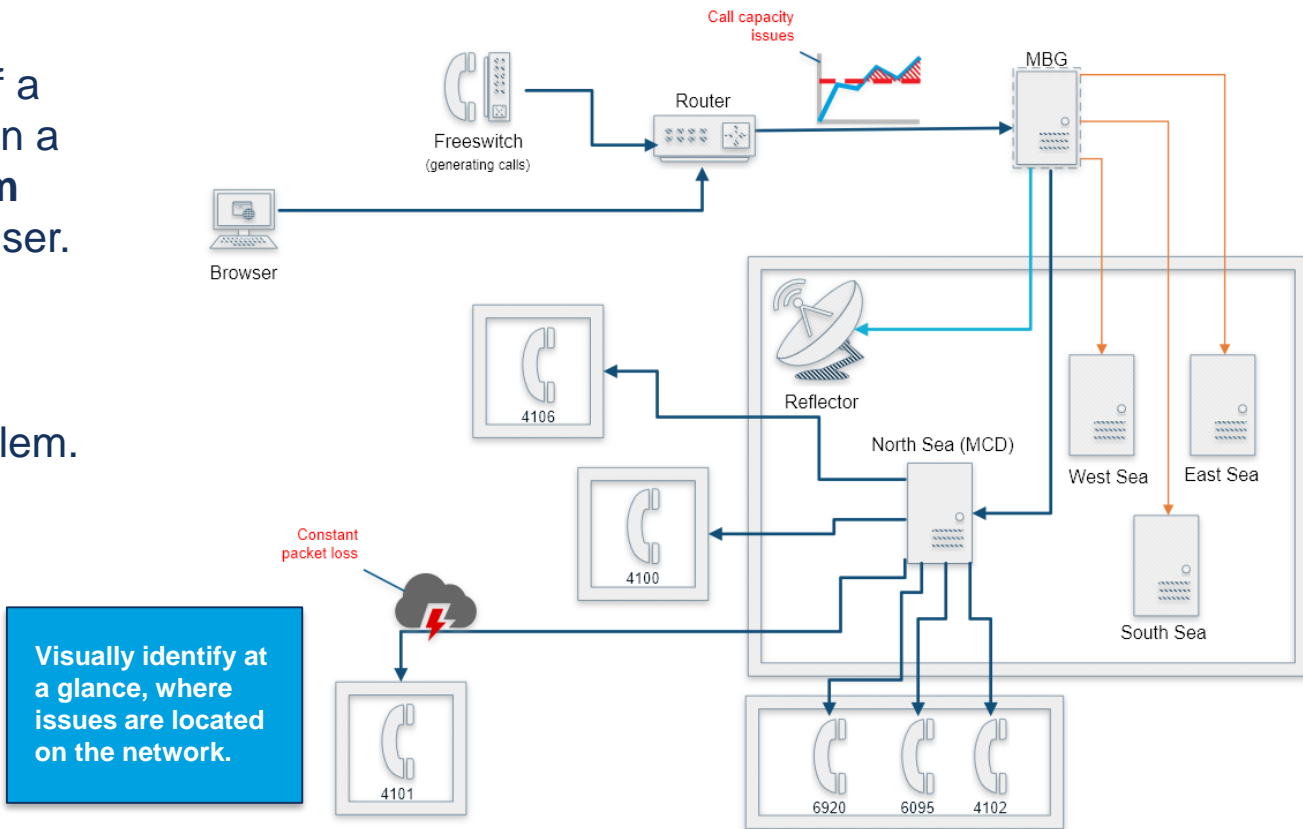 f a
n a
m
ser.
lem.
Call capacity
issues
MBG
Router
Freeswitch
(generating calls)
Browser
Reflector
4106
North Sea (MCD)
West Sea
East Sea
4100
South Sea
Constant
packet loss
4101
6920
6095
4102
Visually identify at
a glance, where
issues are located
on the network.